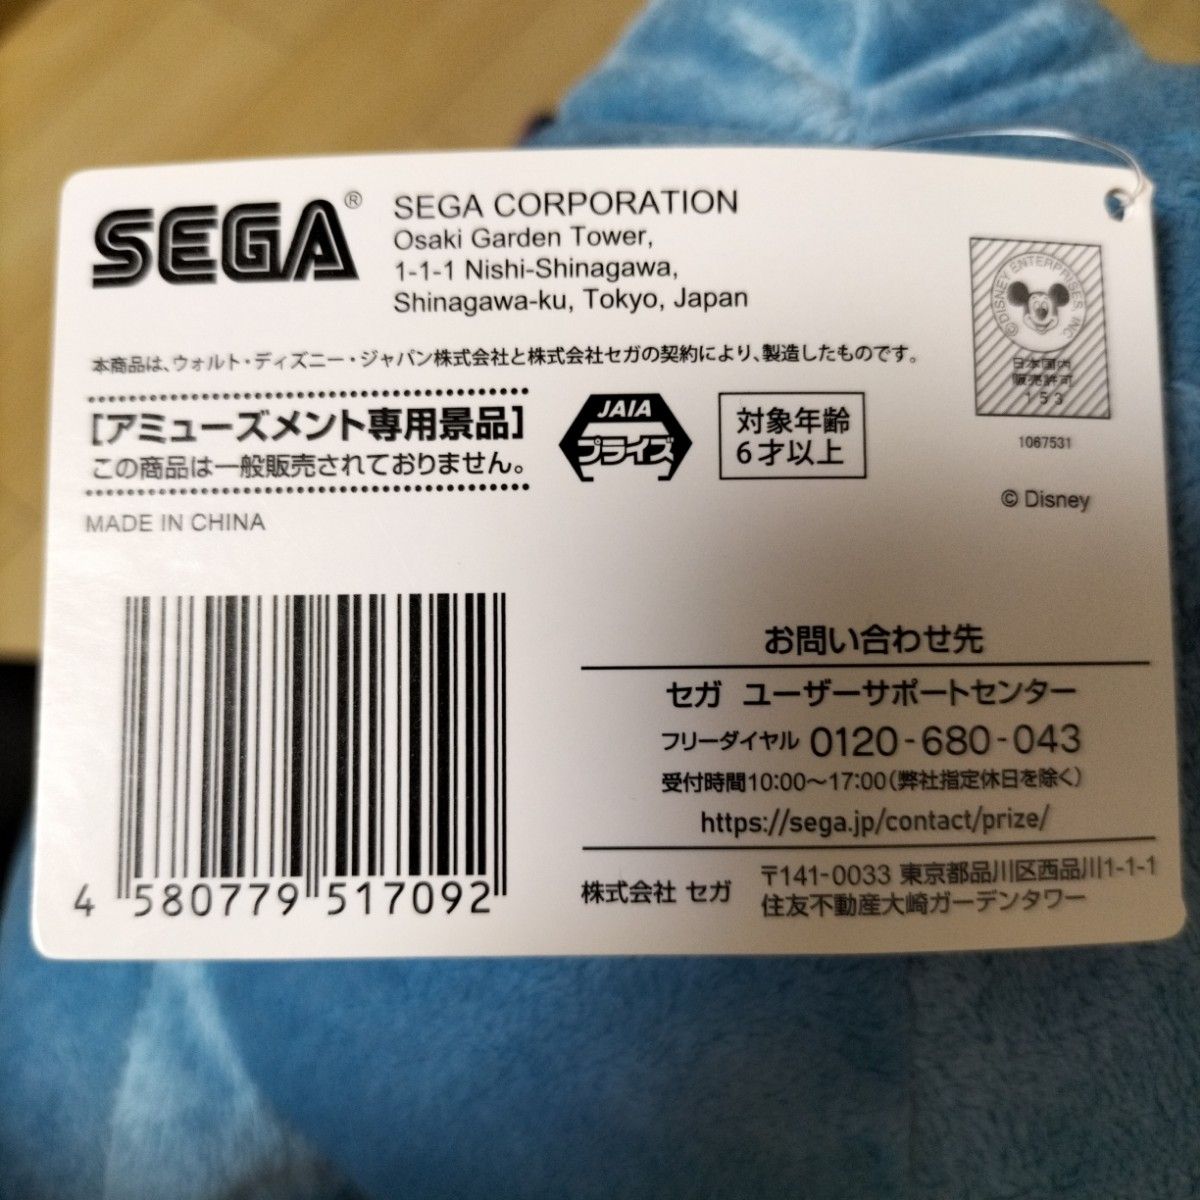 SEGA®
SEGA CORPORATION
Osaki Garden Tower,
1-1-1 Nishi-Shinagawa,
Shinagawa-ku, Tokyo, Japan
© DISNEY ENTERPRISES, INC.
日本国内
販売許可
153
1067531
© Disney
本商品は、ウォルト・ディズニー・ジャパン株式会社と株式会社セガの契約により、製造したものです。
[アミューズメント専用景品]
この商品は一般販売されておりません。
JAIA
プライズ
対象年齢
6才以上
MADE IN CHINA
4 580779 517092
お問い合わせ先
セガ ユーザーサポートセンター
フリーダイヤル 0120-680-043
受付時間10:00～17:00(弊社指定休日を除く)
https://sega.jp/contact/prize/
株式会社 セガ
〒141-0033 東京都品川区西品川1-1-1
住友不動産大崎ガーデンタワー